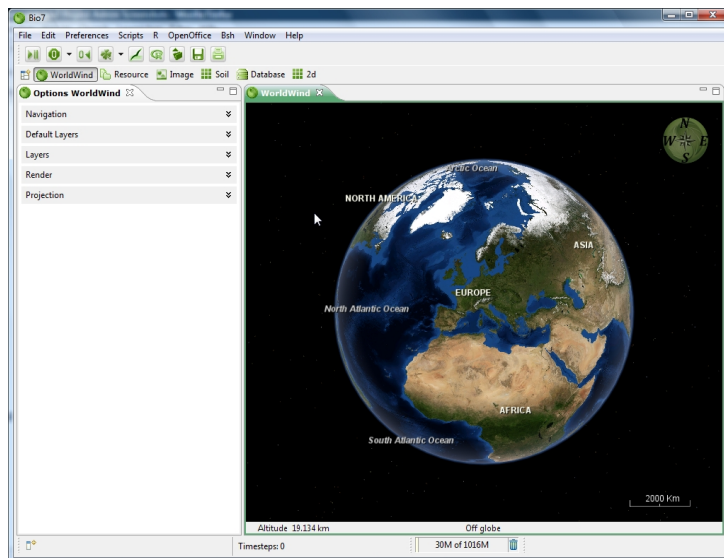 Bio7
File Edit Preferences Scripts R OpenOffice Bsh Window Help
WorldWind Resource Image Soil Database 2d
Options WorldWind
Navigation
Default Layers
Layers
Render
Projection
WorldWind
N
W E
S
Arctic Ocean
NORTH AMERICA
ASIA
EUROPE
North Atlantic Ocean
AFRICA
South Atlantic Ocean
2000 Km
Altitude 19.134 km Off globe
Timesteps: 0 30M of 1016M